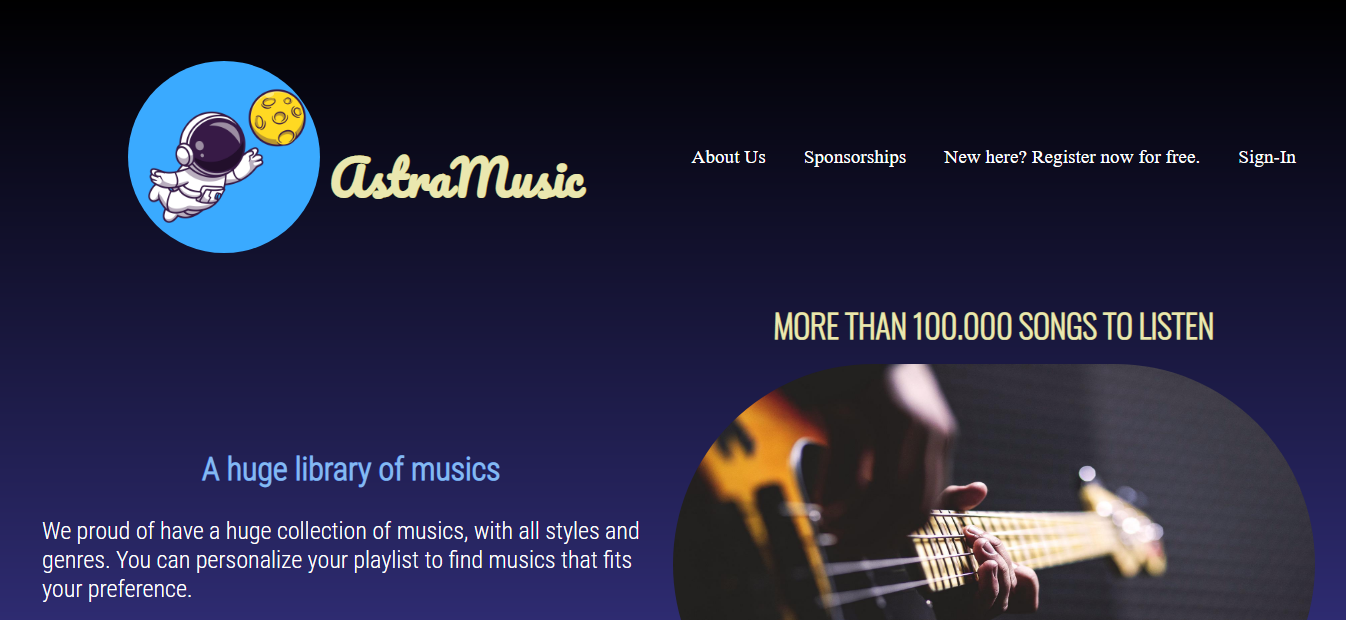 AstraMusic
About Us
Sponsorships
New here? Register now for free.
Sign-In
MORE THAN 100.000 SONGS TO LISTEN
A huge library of musics
We proud of have a huge collection of musics, with all styles and
genres. You can personalize your playlist to find musics that fits
your preference.